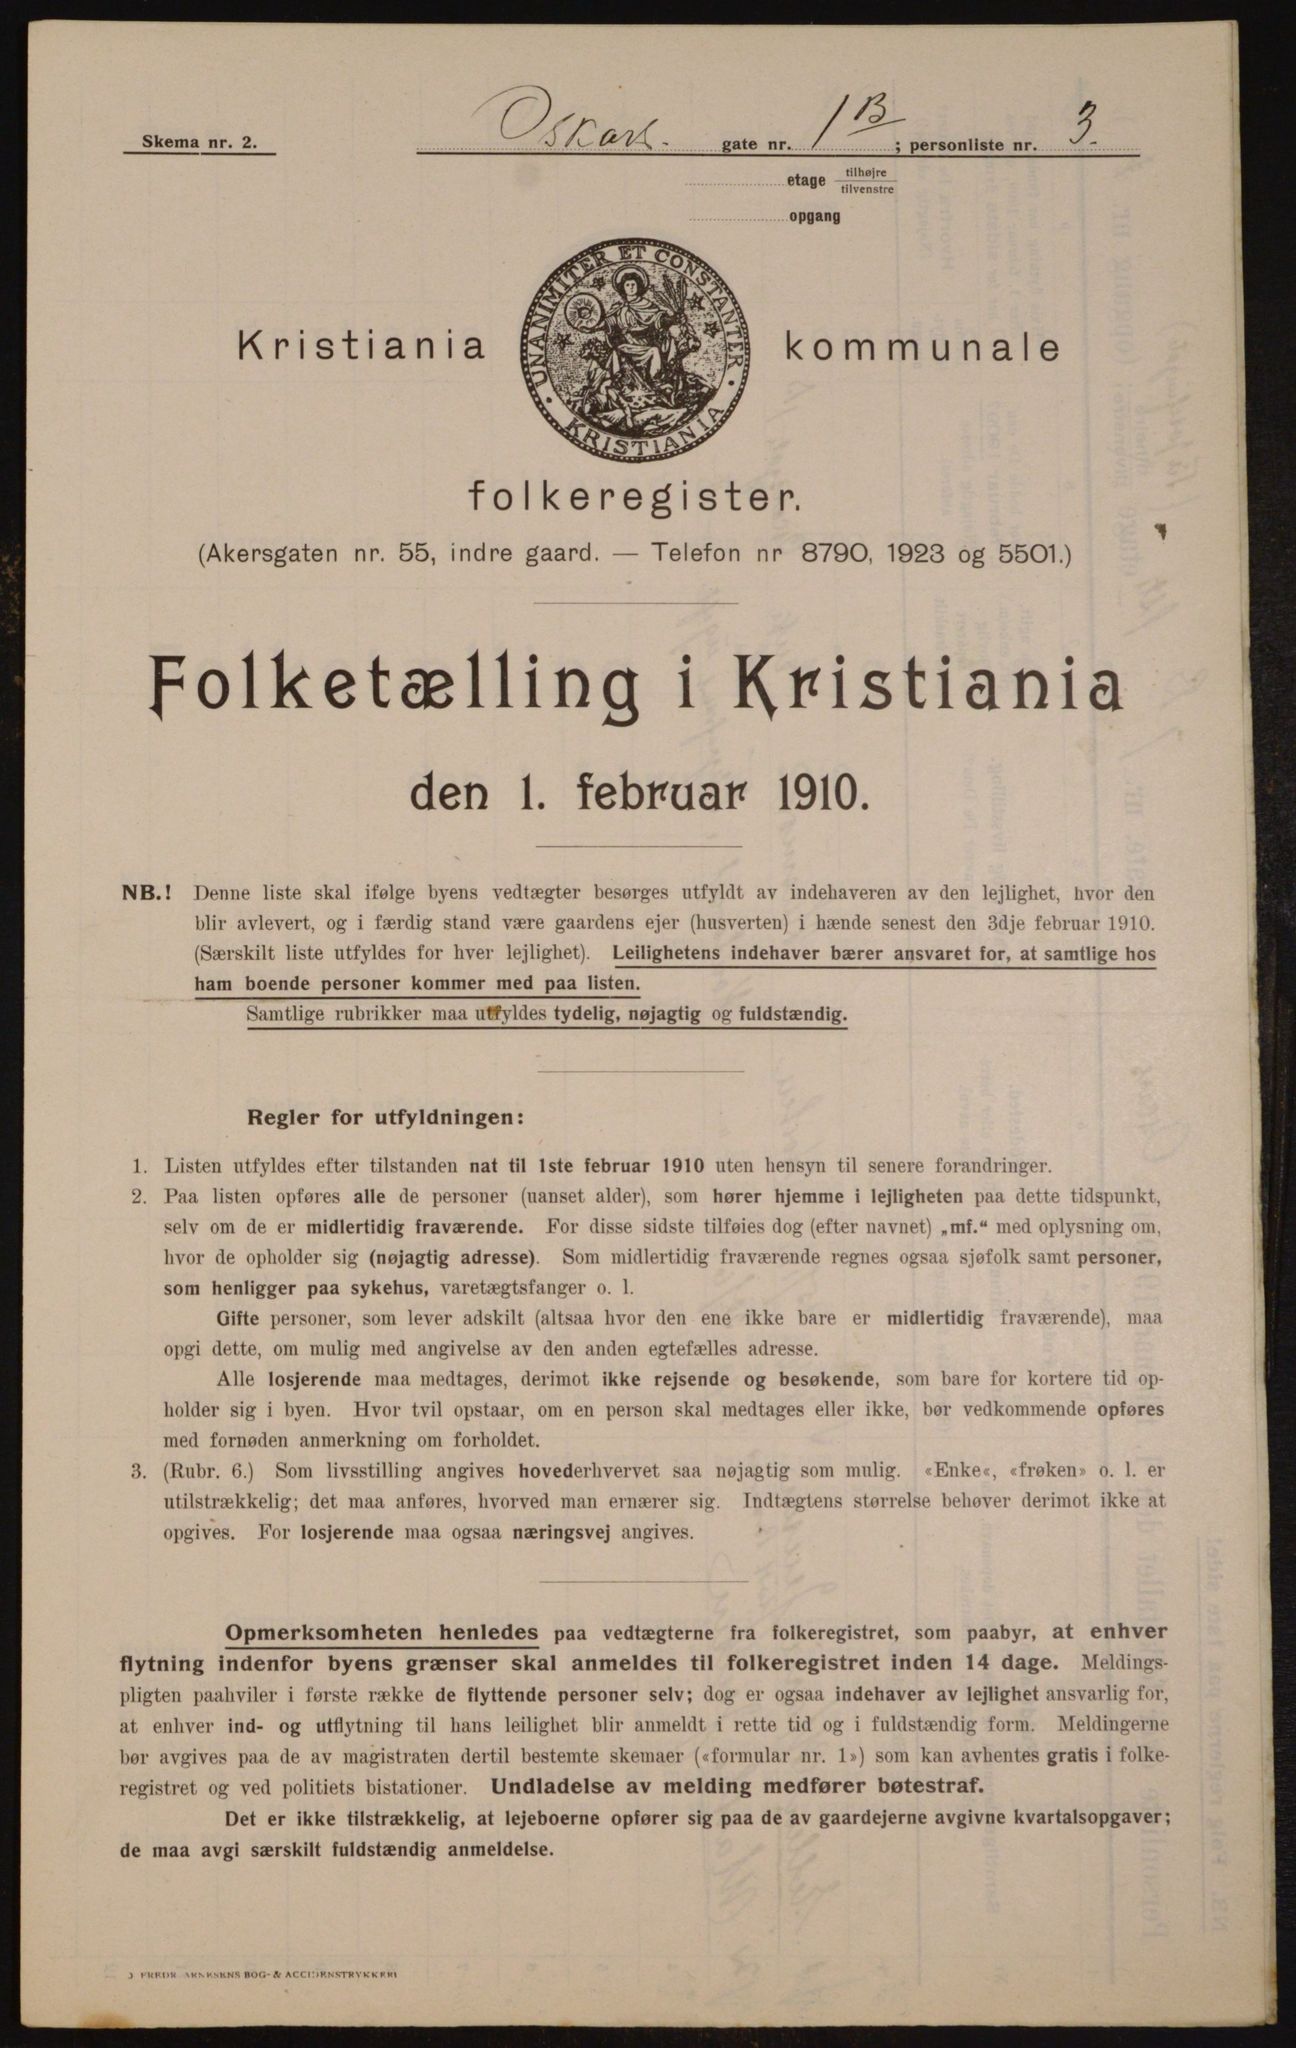 Skema nr. 2.
Oskars gate nr. 1B; personliste nr. 3.
etage tilhøjre
tilvenstre
opgang
UNANIMITER ET CONSTANTER
KRISTIANIA
Kristiania kommunale
folkeregister.
(Akersgaten nr. 55, indre gaard. — Telefon nr 8790, 1923 og 5501.)
Folketælling i Kristiania
den 1. februar 1910.
NB.! Denne liste skal ifølge byens vedtægter besørges utfyldt av indehaveren av den lejlighet, hvor den
blir avlevert, og i færdig stand være gaardens ejer (husverten) i hænde senest den 3dje februar 1910.
(Særskilt liste utfyldes for hver lejlighet). Leilighetens indehaver bærer ansvaret for, at samtlige hos
ham boende personer kommer med paa listen.
Samtlige rubrikker maa utfyldes tydelig, nøjagtig og fuldstændig.
Regler for utfyldningen:
1. Listen utfyldes efter tilstanden nat til 1ste februar 1910 uten hensyn til senere forandringer.
2. Paa listen opføres alle de personer (uanset alder), som hører hjemme i lejligheten paa dette tidspunkt,
selv om de er midlertidig fraværende. For disse sidste tilføies dog (efter navnet) „mf.“ med oplysning om,
hvor de opholder sig (nøjagtig adresse). Som midlertidig fraværende regnes ogsaa sjøfolk samt personer,
som henligger paa sykehus, varetægtsfanger o. l.
Gifte personer, som lever adskilt (altsaa hvor den ene ikke bare er midlertidig fraværende), maa
opgi dette, om mulig med angivelse av den anden egtefælles adresse.
Alle losjerende maa medtages, derimot ikke rejsende og besøkende, som bare for kortere tid op-
holder sig i byen. Hvor tvil opstaar, om en person skal medtages eller ikke, bør vedkommende opføres
med fornøden anmerkning om forholdet.
3. (Rubr. 6.) Som livsstilling angives hovederhvervet saa nøjagtig som mulig. «Enke«, «frøken» o. l. er
utilstrækkelig; det maa anføres, hvorved man ernærer sig. Indtægtens størrelse behøver derimot ikke at
opgives. For losjerende maa ogsaa næringsvej angives.
Opmerksomheten henledes paa vedtægterne fra folkeregistret, som paabyr, at enhver
flytning indenfor byens grænser skal anmeldes til folkeregistret inden 14 dage. Meldings-
pligten paahviler i første række de flyttende personer selv; dog er ogsaa indehaver av lejlighet ansvarlig for,
at enhver ind- og utflytning til hans leilighet blir anmeldt i rette tid og i fuldstændig form. Meldingerne
bør avgives paa de av magistraten dertil bestemte skemaer («formular nr. 1») som kan avhentes gratis i folke-
registret og ved politiets bistationer. Undladelse av melding medfører bøtestraf.
Det er ikke tilstrækkelig, at lejeboerne opfører sig paa de av gaardejerne avgivne kvartalsopgaver;
de maa avgi særskilt fuldstændig anmeldelse.
BOG- & ACCIDENSTRYKKERI